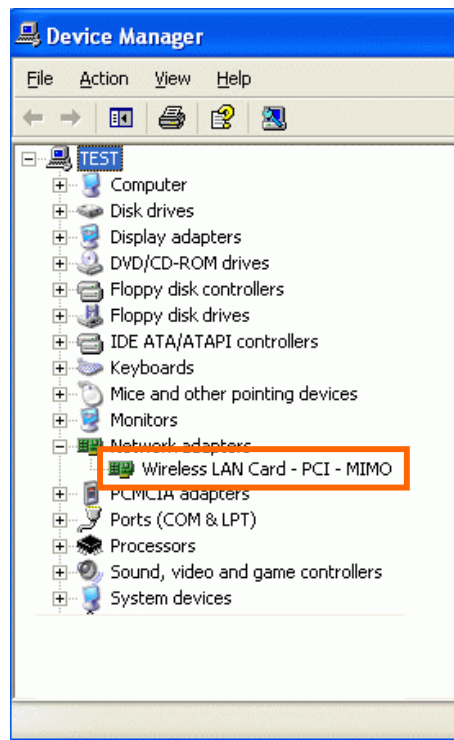 Device Manager
File Action View Help
TEST
Computer
Disk drives
Display adapters
DVD/CD-ROM drives
Floppy disk controllers
Floppy disk drives
IDE ATA/ATAPI controllers
Keyboards
Mice and other pointing devices
Monitors
Network adapters
Wireless LAN Card - PCI - MIMO
PCMCIA adapters
Ports (COM & LPT)
Processors
Sound, video and game controllers
System devices